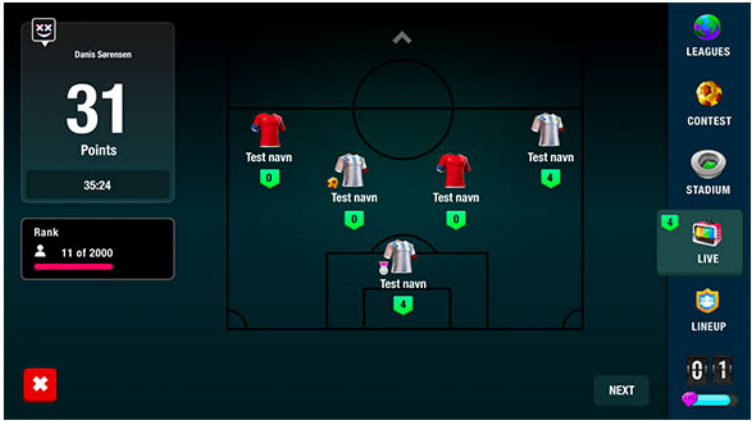 Danis Sørensen
31
Points
35:24
Rank
11 of 2000
Test navn
0
Test navn
4
Test navn
0
Test navn
0
Test navn
4
LEAGUES
CONTEST
STADIUM
4
LIVE
LINEUP
0 1
NEXT